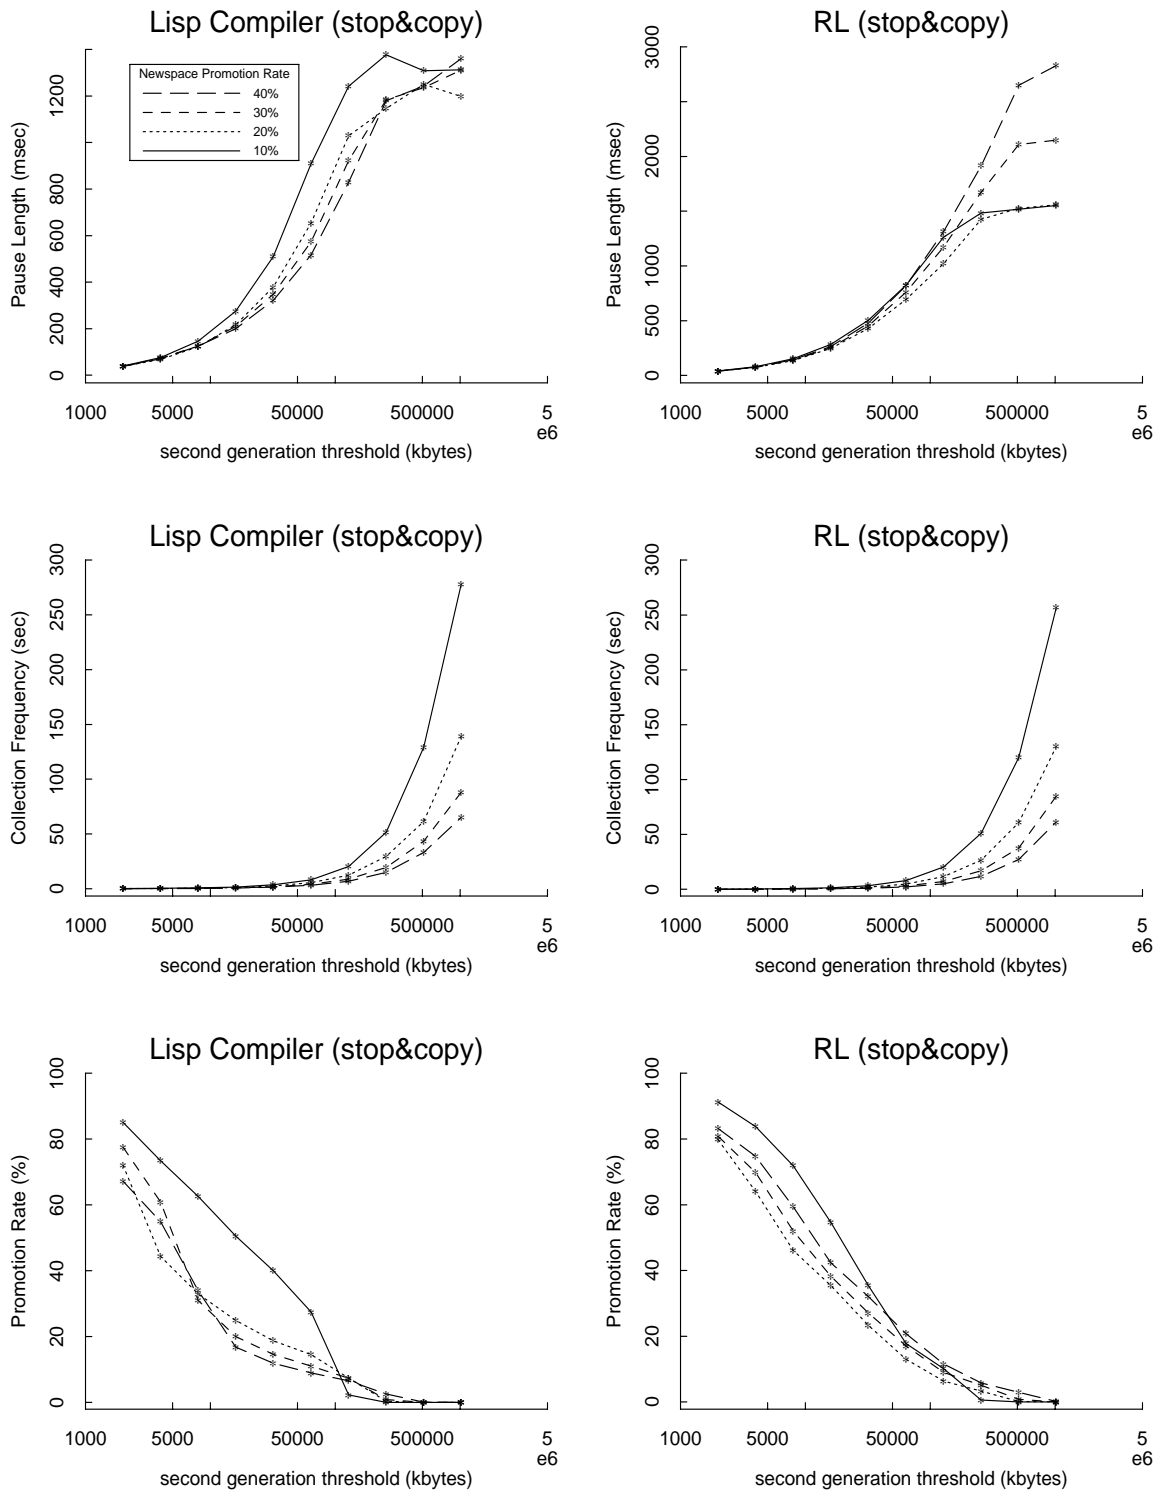 Lisp Compiler (stop&copy)
Pause Length (msec)
0 200 400 600 800 1200
Newspace Promotion Rate
40%
30%
20%
10%
1000 5000 50000 500000 5
e6
second generation threshold (kbytes)
RL (stop&copy)
Pause Length (msec)
0 500 1000 2000 3000
1000 5000 50000 500000 5
e6
second generation threshold (kbytes)
Lisp Compiler (stop&copy)
Collection Frequency (sec)
0 50 100 150 200 250 300
1000 5000 50000 500000 5
e6
second generation threshold (kbytes)
RL (stop&copy)
Collection Frequency (sec)
0 50 100 150 200 250 300
1000 5000 50000 500000 5
e6
second generation threshold (kbytes)
Lisp Compiler (stop&copy)
Promotion Rate (%)
0 20 40 60 80 100
1000 5000 50000 500000 5
e6
second generation threshold (kbytes)
RL (stop&copy)
Promotion Rate (%)
0 20 40 60 80 100
1000 5000 50000 500000 5
e6
second generation threshold (kbytes)